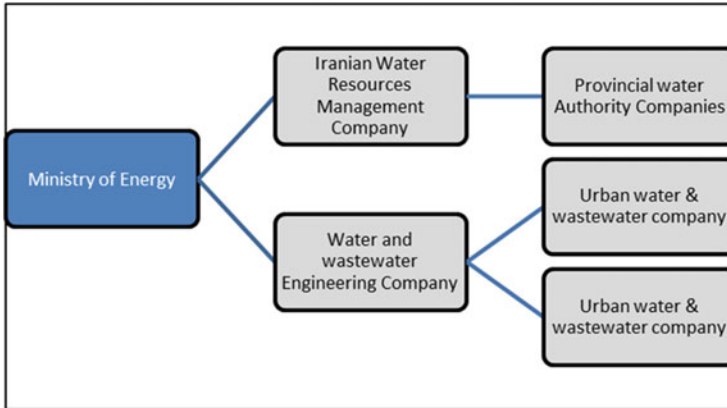 Ministry of Energy
Iranian Water
Resources
Management
Company
Water and
wastewater
Engineering Company
Provincial water
Authority Companies
Urban water &
wastewater company
Urban water &
wastewater company